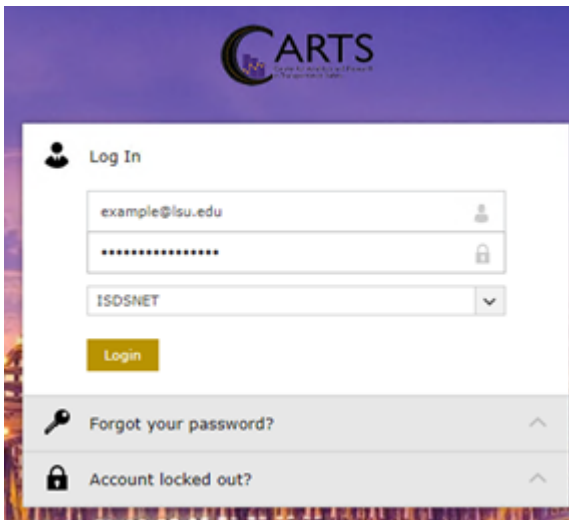 CARTS
Log In
example@lsu.edu
••••••••••••••••
ISDSNET
Login
Forgot your password?
Account locked out?